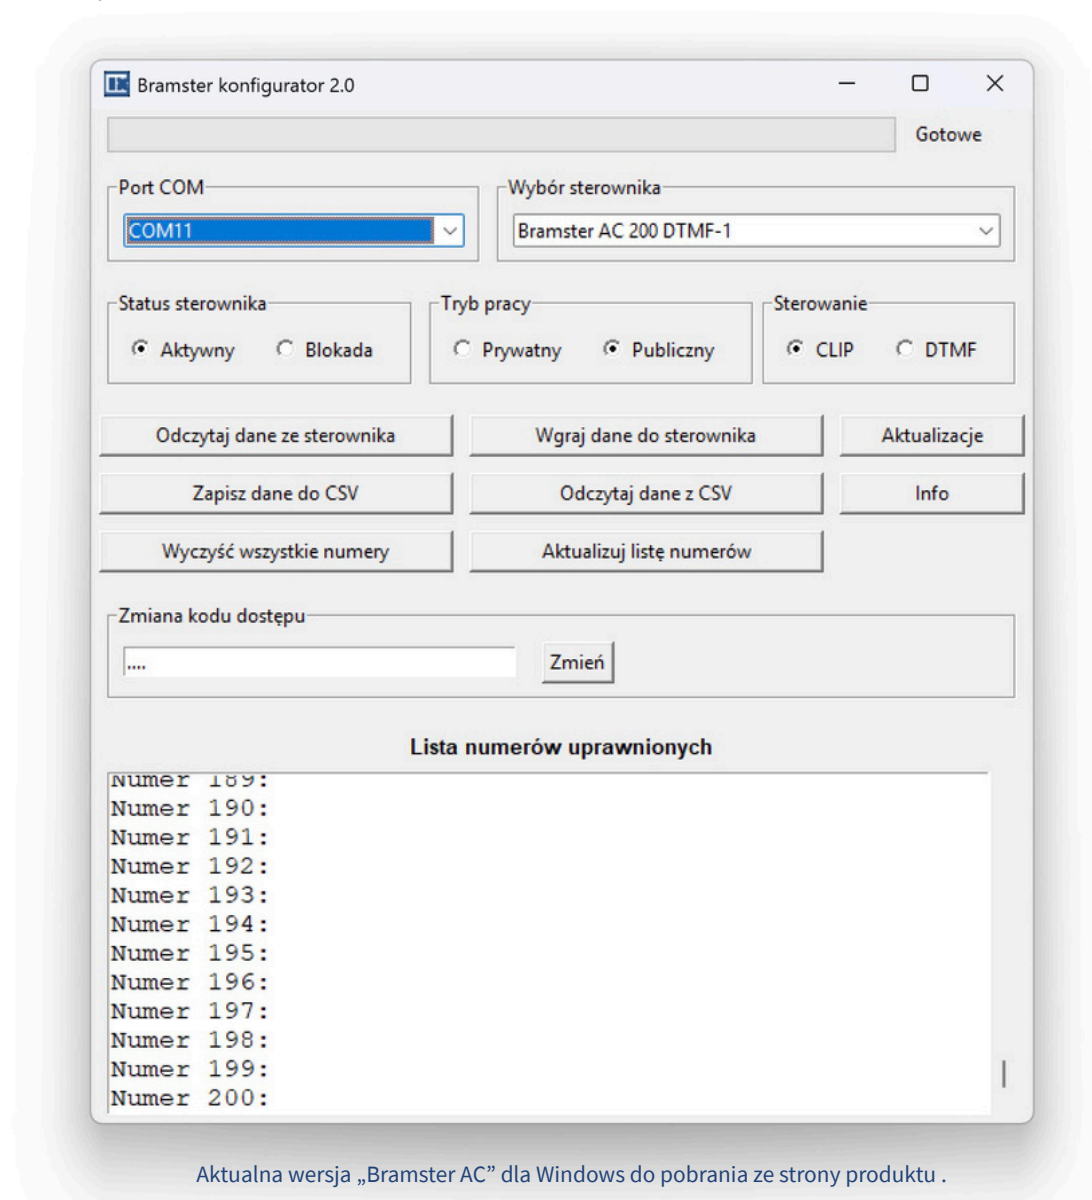 Bramster konfigurator 2.0
Gotowe
Port COM
Wybór sterownika
COM11
Bramster AC 200 DTMF-1
Status sterownika
Tryb pracy
Sterowanie
Aktywny Blokada
Prywatny Publiczny
CLIP DTMF
Odczytaj dane ze sterownika
Wgraj dane do sterownika
Aktualizacje
Zapisz dane do CSV
Odczytaj dane z CSV
Info
Wyczyść wszystkie numery
Aktualizuj listę numerów
Zmiana kodu dostępu
....
Zmień
Lista numerów uprawnionych
Numer 189:
Numer 190:
Numer 191:
Numer 192:
Numer 193:
Numer 194:
Numer 195:
Numer 196:
Numer 197:
Numer 198:
Numer 199:
Numer 200:
Aktualna wersja „Bramster AC” dla Windows do pobrania ze strony produktu .